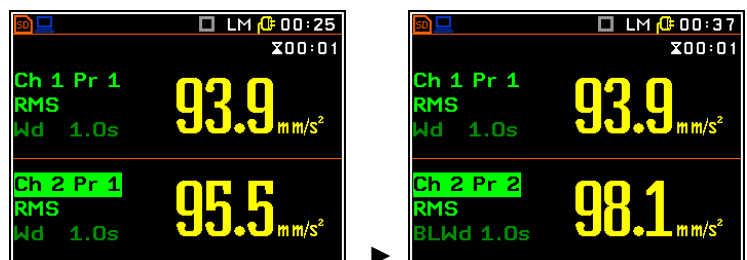 SD LM 00:25
00:01
Ch 1 Pr 1
RMS
Wd 1.0s
93.9 mm/s²
Ch 2 Pr 1
RMS
Wd 1.0s
95.5 mm/s²
SD LM 00:37
00:01
Ch 1 Pr 1
RMS
Wd 1.0s
93.9 mm/s²
Ch 2 Pr 2
RMS
BLWd 1.0s
98.1 mm/s²